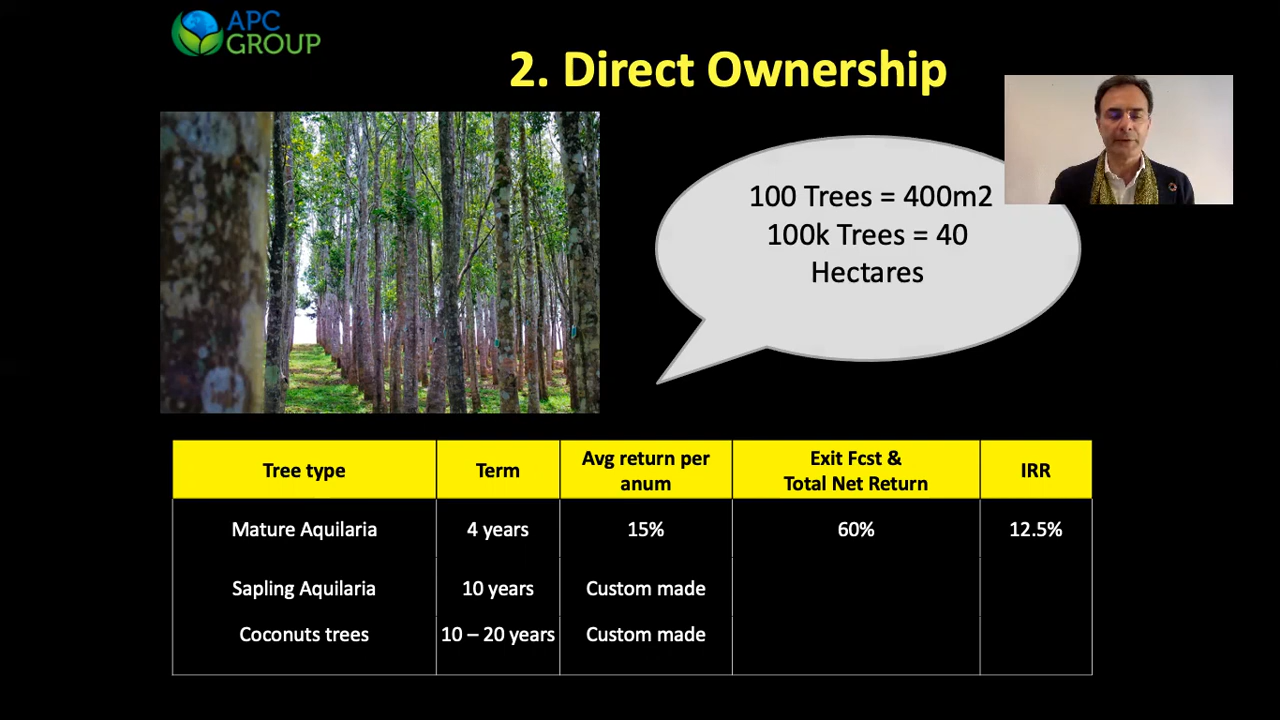 APC
GROUP
2. Direct Ownership
100 Trees = 400m2
100k Trees = 40
Hectares
Tree type
Term
Avg return per
anum
Exit Fcst &
Total Net Return
IRR
Mature Aquilaria
4 years
15%
60%
12.5%
Sapling Aquilaria
10 years
Custom made
Coconuts trees
10 – 20 years
Custom made